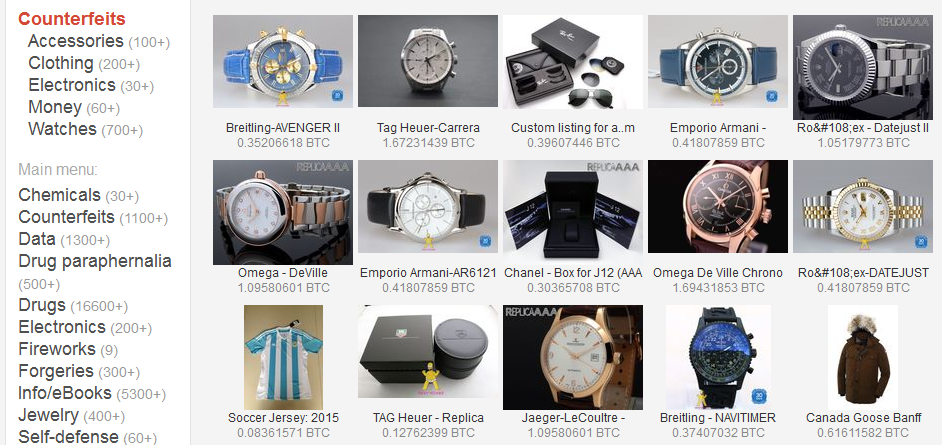 Counterfeits
Accessories (100+)
Clothing (200+)
Electronics (30+)
Money (60+)
Watches (700+)
Main menu:
Chemicals (30+)
Counterfeits (1100+)
Data (1300+)
Drug paraphernalia
(500+)
Drugs (16600+)
Electronics (200+)
Fireworks (9)
Forgeries (300+)
Info/eBooks (5300+)
Jewelry (400+)
Self-defense (60+)
REPLICAAAA
Breitling-AVENGER II
0.35206618 BTC
Tag Heuer-Carrera
1.67231439 BTC
Custom listing for a..m
0.39607446 BTC
Emporio Armani -
0.41807859 BTC
Ro&#108;ex - Datejust II
1.05179773 BTC
REPLICAAAA
REPLICAAAA
Omega - DeVille
1.09580601 BTC
Emporio Armani-AR6121
0.41807859 BTC
Chanel - Box for J12 (AAA
0.30365708 BTC
Omega De Ville Chrono
1.69431853 BTC
Ro&#108;ex-DATEJUST
0.41807859 BTC
REPLICAAAA
Soccer Jersey: 2015
0.08361571 BTC
TAG Heuer - Replica
0.12762399 BTC
Jaeger-LeCoultre -
1.09580601 BTC
Breitling - NAVITIMER
0.37407032 BTC
Canada Goose Banff
0.61611582 BTC